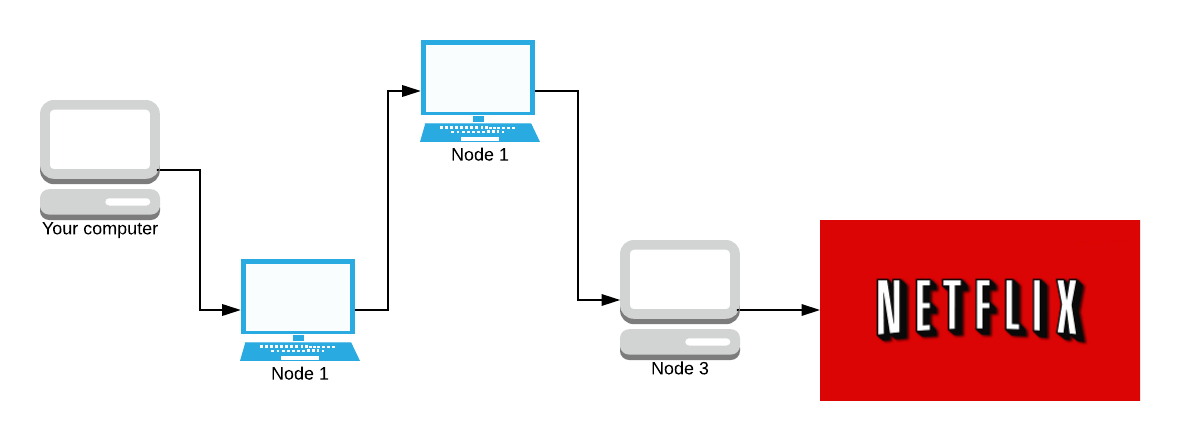 Your computer
Node 1
Node 1
Node 3
NETFLIX